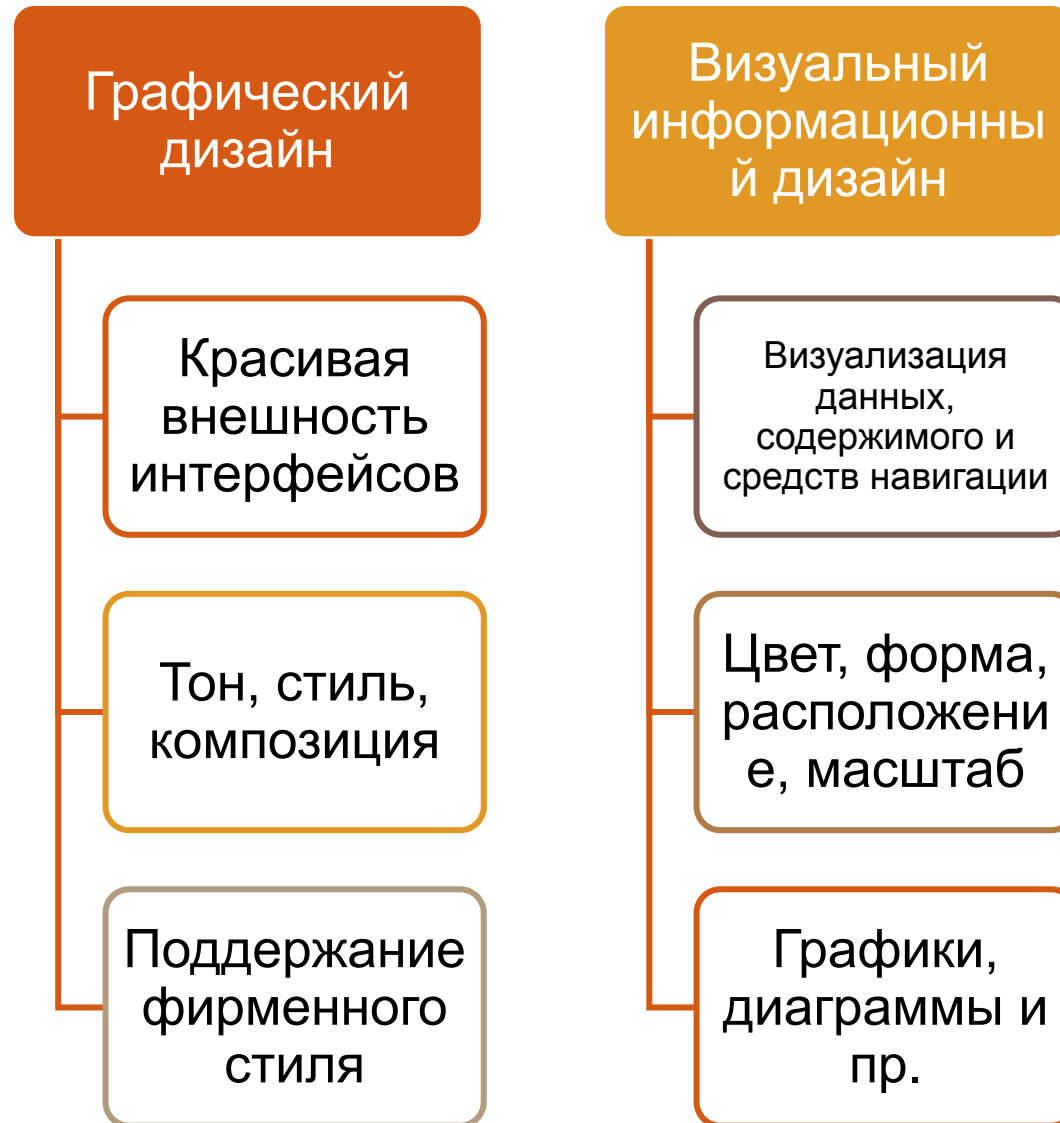 Графический
дизайн
Красивая
внешность
интерфейсов
Тон, стиль,
композиция
Поддержание
фирменного
стиля
Визуальный
информационны
й дизайн
Визуализация
данных,
содержимого и
средств навигации
Цвет, форма,
расположени
е, масштаб
Графики,
диаграммы и
пр.